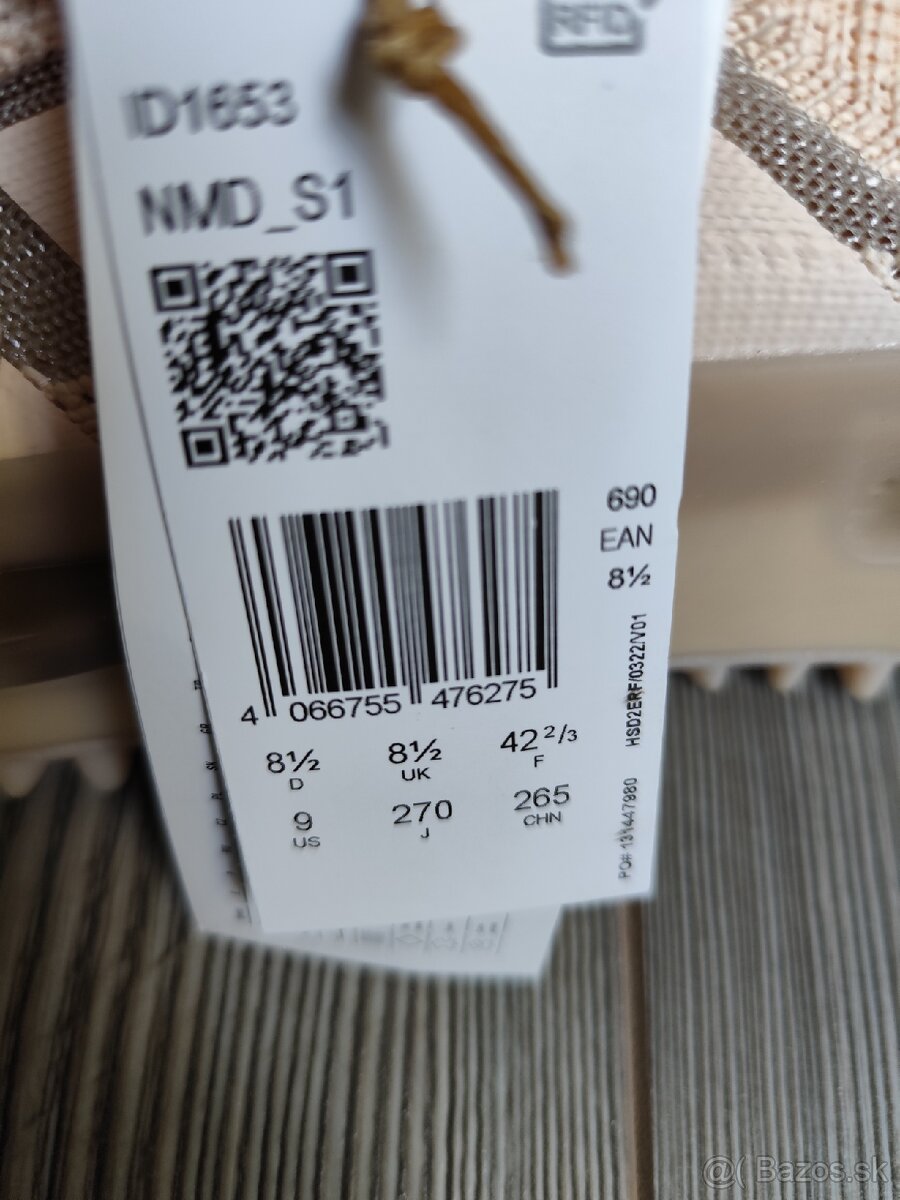 RFID
ID1653
NMD_S1
690
EAN
8½
4 066755 476275
8½ 8½ 42 2/3
D UK F
9 270 265
US J CHN
HSD2ERF/0322/V01
PO# 131447980
@( Bazos.sk